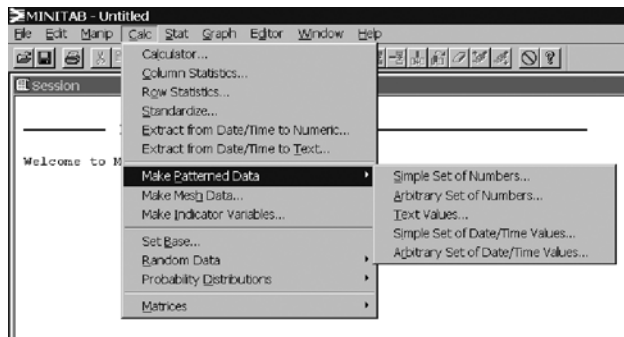 MINITAB - Untitled
File Edit Manip Calc Stat Graph Editor Window Help
Calculator...
Column Statistics...
Row Statistics...
Standardize...
Extract from Date/Time to Numeric...
Extract from Date/Time to Text...
Make Patterned Data
Make Mesh Data...
Make Indicator Variables...
Set Base...
Random Data
Probability Distributions
Matrices
Simple Set of Numbers...
Arbitrary Set of Numbers...
Text Values...
Simple Set of Date/Time Values...
Arbitrary Set of Date/Time Values...
Session
Welcome to M